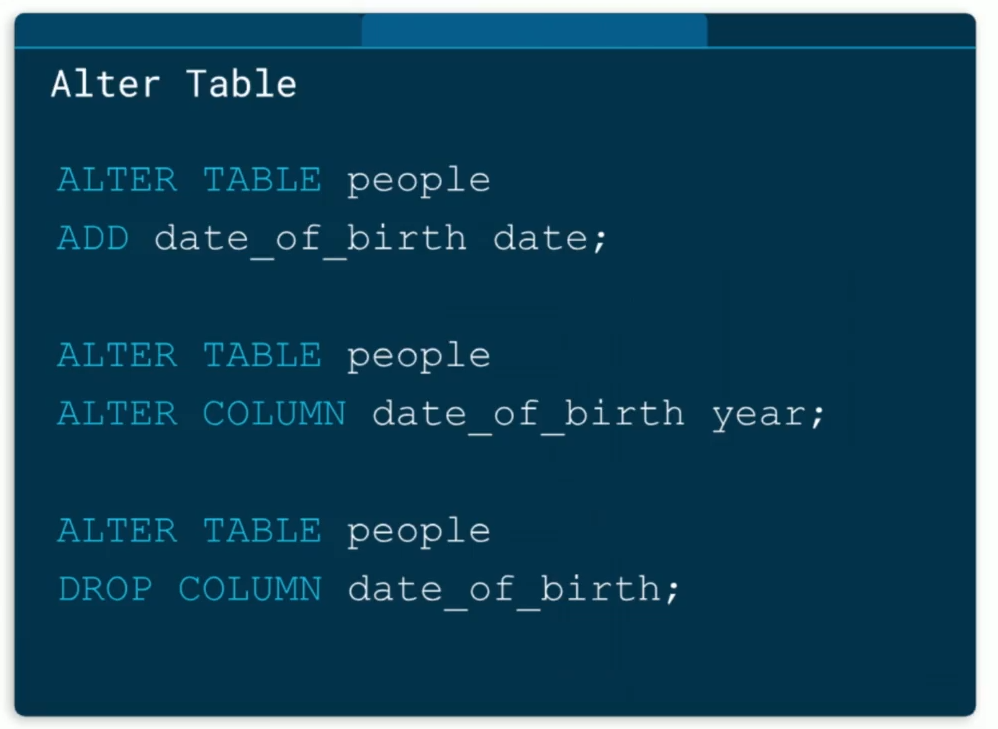 Alter Table
ALTER TABLE people
ADD date_of_birth date;
ALTER TABLE people
ALTER COLUMN date_of_birth year;
ALTER TABLE people
DROP COLUMN date_of_birth;